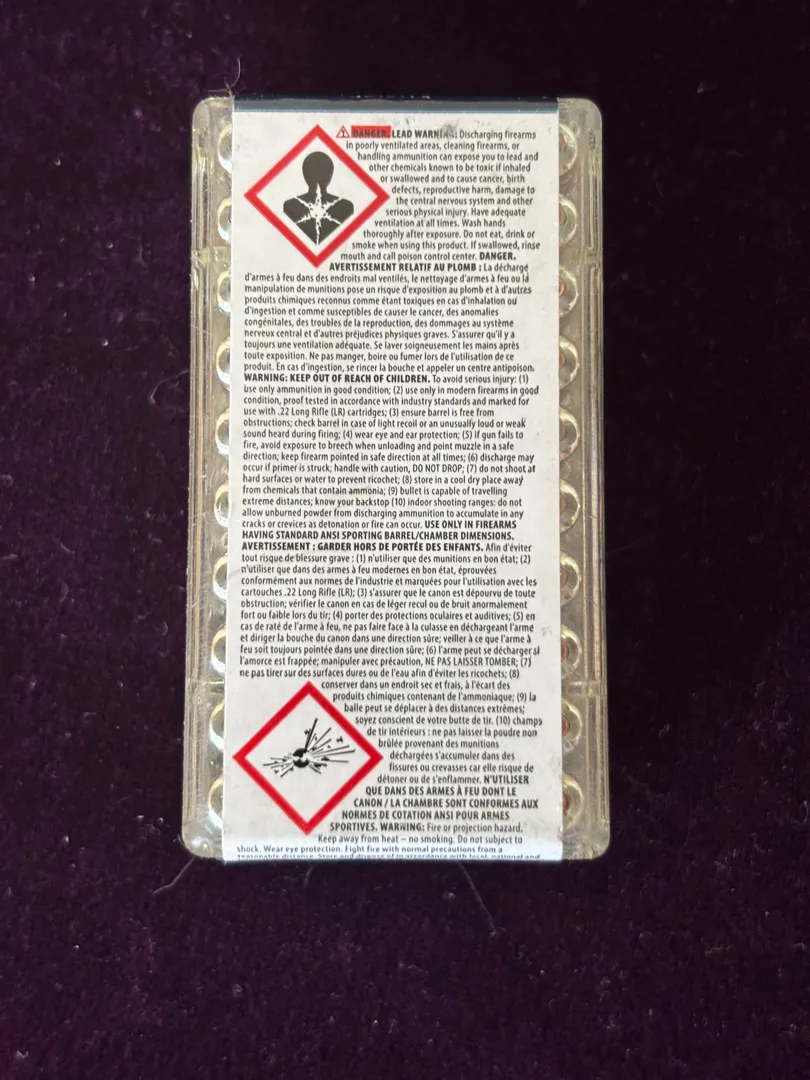 ⚠ DANGER, LEAD WARNING: Discharging firearms
in poorly ventilated areas, cleaning firearms, or
handling ammunition can expose you to lead and
other chemicals known to be toxic if inhaled
or swallowed and to cause cancer, birth
defects, reproductive harm, damage to
the central nervous system and other
serious physical injury. Have adequate
ventilation at all times. Wash hands
thoroughly after exposure. Do not eat, drink or
smoke when using this product. If swallowed, rinse
mouth and call poison control center. DANGER,
AVERTISSEMENT RELATIF AU PLOMB : La décharge
d'armes à feu dans des endroits mal ventilés, le nettoyage d'armes à feu ou la
manipulation de munitions pose un risque d'exposition au plomb et à d'autres
produits chimiques reconnus comme étant toxiques en cas d'inhalation ou
d'ingestion et comme susceptibles de causer le cancer, des anomalies
congénitales, des troubles de la reproduction, des dommages au système
nerveux central et d'autres préjudices physiques graves. S'assurer qu'il y a
toujours une ventilation adéquate. Se laver soigneusement les mains après
toute exposition. Ne pas manger, boire ou fumer lors de l'utilisation de ce
produit. En cas d'ingestion, se rincer la bouche et appeler un centre antipoison.
WARNING: KEEP OUT OF REACH OF CHILDREN. To avoid serious injury: (1)
use only ammunition in good condition; (2) use only in modern firearms in good
condition, proof tested in accordance with industry standards and marked for
use with .22 Long Rifle (LR) cartridges; (3) ensure barrel is free from
obstructions; check barrel in case of light recoil or an unusually loud or weak
sound heard during firing; (4) wear eye and ear protection; (5) if gun fails to
fire, avoid exposure to breech when unloading and point muzzle in a safe
direction; keep firearm pointed in safe direction at all times; (6) discharge may
occur if primer is struck; handle with caution, DO NOT DROP; (7) do not shoot at
hard surfaces or water to prevent ricochet; (8) store in a cool dry place away
from chemicals that contain ammonia; (9) bullet is capable of travelling
extreme distances; know your backstop (10) indoor shooting ranges: do not
allow unburned powder from discharging ammunition to accumulate in any
cracks or crevices as detonation or fire can occur. USE ONLY IN FIREARMS
HAVING STANDARD ANSI SPORTING BARREL/CHAMBER DIMENSIONS.
AVERTISSEMENT : GARDER HORS DE PORTÉE DES ENFANTS. Afin d'éviter
tout risque de blessure grave : (1) n'utiliser que des munitions en bon état; (2)
n'utiliser que dans des armes à feu modernes en bon état, éprouvées
conformément aux normes de l'industrie et marquées pour l'utilisation avec les
cartouches .22 Long Rifle (LR); (3) s'assurer que le canon est dépourvu de toute
obstruction; vérifier le canon en cas de léger recul ou de bruit anormalement
fort ou faible lors du tir; (4) porter des protections oculaires et auditives; (5) en
cas de raté de l'arme à feu, ne pas faire face à la culasse en déchargeant l'arme
et diriger la bouche du canon dans une direction sûre; veiller à ce que l'arme à
feu soit toujours pointée dans une direction sûre; (6) l'arme peut se décharger si
l'amorce est frappée; manipuler avec précaution, NE PAS LAISSER TOMBER; (7)
ne pas tirer sur des surfaces dures ou de l'eau afin d'éviter les ricochets; (8)
conserver dans un endroit sec et frais, à l'écart des
produits chimiques contenant de l'ammoniaque; (9) la
balle peut se déplacer à des distances extrêmes;
soyez conscient de votre butte de tir. (10) champs
de tir intérieurs : ne pas laisser la poudre non
brûlée provenant des munitions
déchargées s'accumuler dans des
fissures ou crevasses car elle risque de
détoner ou de s'enflammer. N'UTILISER
QUE DANS DES ARMES À FEU DONT LE
CANON / LA CHAMBRE SONT CONFORMES AUX
NORMES DE COTATION ANSI POUR ARMES
SPORTIVES. WARNING: Fire or projection hazard.
Keep away from heat – no smoking. Do not subject to
shock. Wear eye protection. Fight fire with normal precautions from a
reasonable distance. Store and dispose of in accordance with local, national and